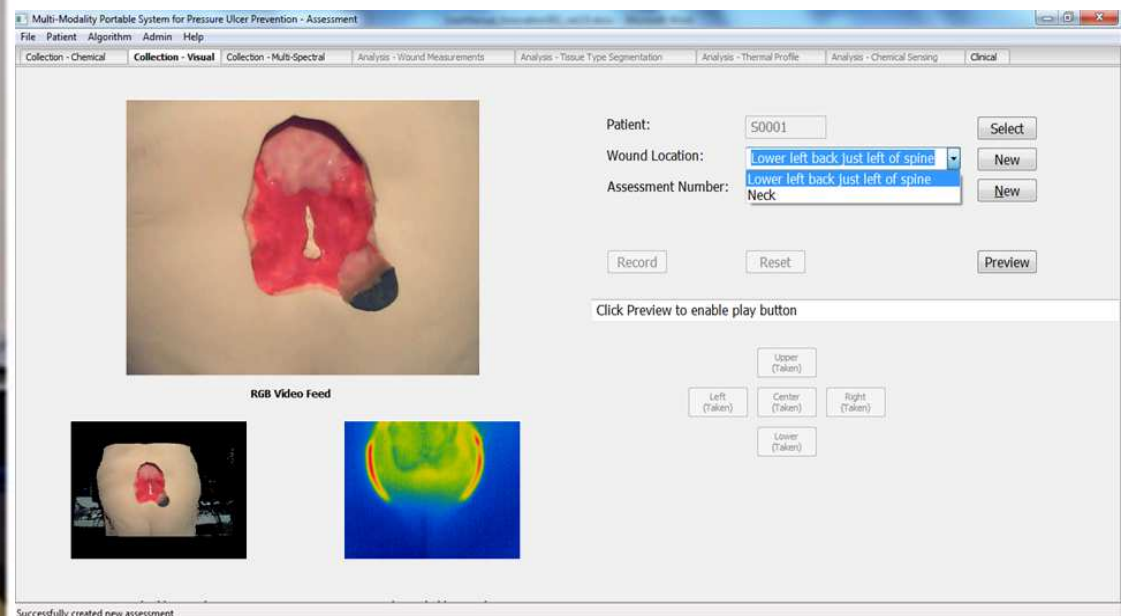 Multi-Modality Portable System for Pressure Ulcer Prevention - Assessment
File Patient Algorithm Admin Help
Collection - Chemical Collection - Visual Collection - Multi-Spectral Analysis - Wound Measurements Analysis - Tissue Type Segmentation Analysis - Thermal Profile Analysis - Chemical Sensing Clinical
Patient: S0001 Select
Wound Location: Lower left back just left of spine New
Lower left back just left of spine
Assessment Number: New
Neck
Record Reset Preview
Click Preview to enable play button
Upper
(Taken)
RGB Video Feed
Left Center Right
(Taken) (Taken) (Taken)
Lower
(Taken)
Successfully created new assessment